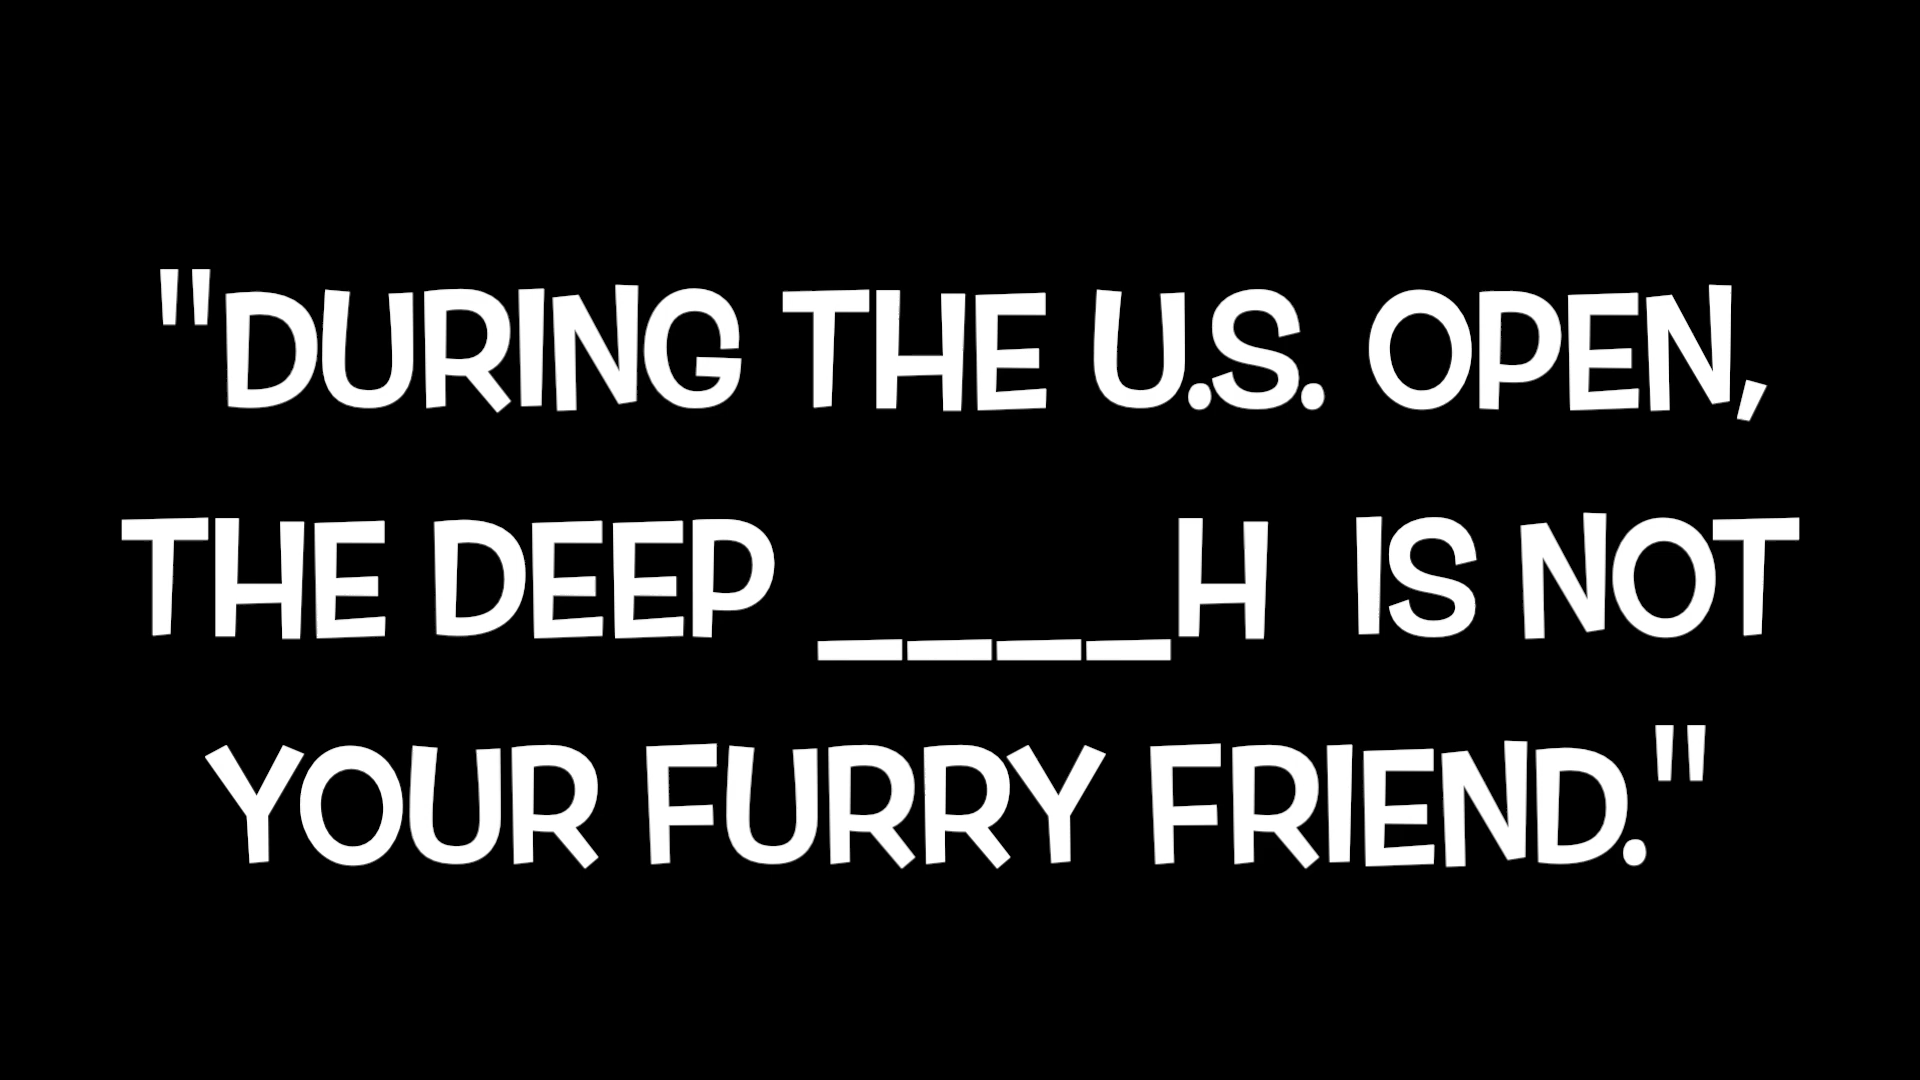 "DURING THE U.S. OPEN,
THE DEEP ____H IS NOT
YOUR FURRY FRIEND."